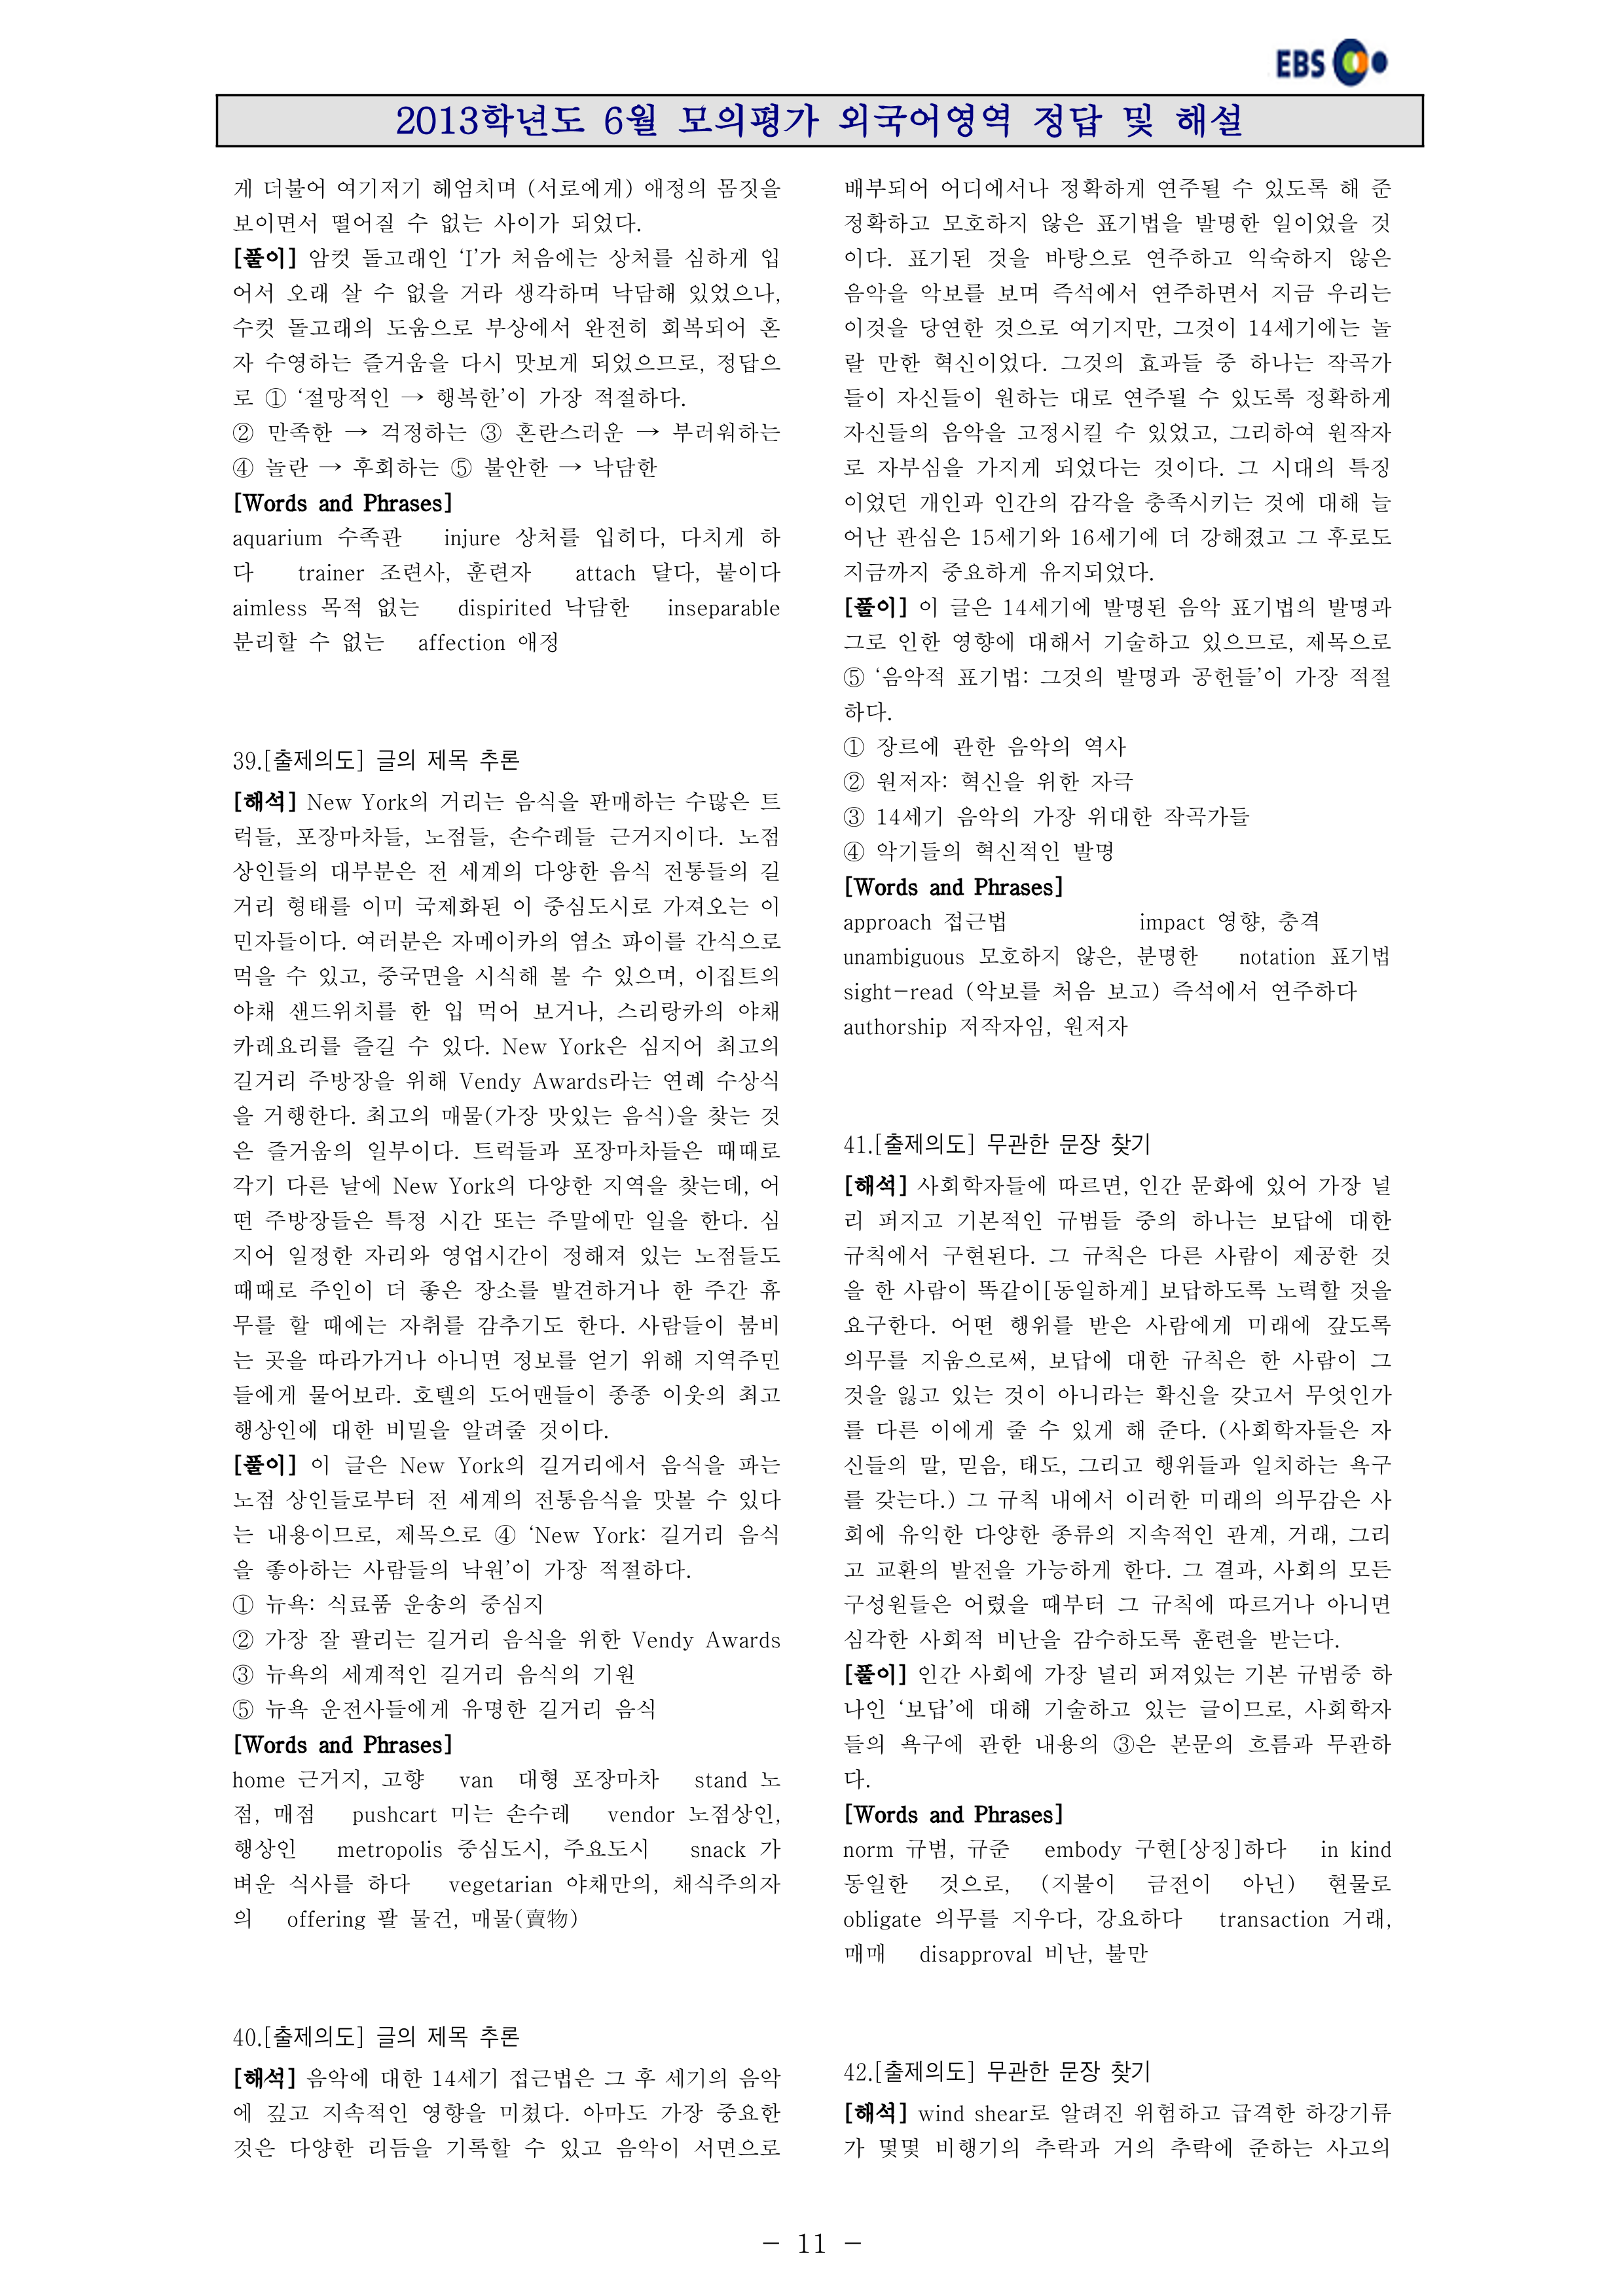 EBS
2013학년도 6월 모의평가 외국어영역 정답 및 해설
게 더불어 여기저기 헤엄치며 (서로에게) 애정의 몸짓을
보이면서 떨어질 수 없는 사이가 되었다.
[풀이] 암컷 돌고래인 ‘I’가 처음에는 상처를 심하게 입
어서 오래 살 수 없을 거라 생각하며 낙담해 있었으나,
수컷 돌고래의 도움으로 부상에서 완전히 회복되어 혼
자 수영하는 즐거움을 다시 맛보게 되었으므로, 정답으
로 ① ‘절망적인 → 행복한’이 가장 적절하다.
② 만족한 → 걱정하는 ③ 혼란스러운 → 부러워하는
④ 놀란 → 후회하는 ⑤ 불안한 → 낙담한
[Words and Phrases]
aquarium 수족관 injure 상처를 입히다, 다치게 하
다 trainer 조련사, 훈련자 attach 달다, 붙이다
aimless 목적 없는 dispirited 낙담한 inseparable
분리할 수 없는 affection 애정
39.[출제의도] 글의 제목 추론
[해석] New York의 거리는 음식을 판매하는 수많은 트
럭들, 포장마차들, 노점들, 손수레들 근거지이다. 노점
상인들의 대부분은 전 세계의 다양한 음식 전통들의 길
거리 형태를 이미 국제화된 이 중심도시로 가져오는 이
민자들이다. 여러분은 자메이카의 염소 파이를 간식으로
먹을 수 있고, 중국면을 시식해 볼 수 있으며, 이집트의
야채 샌드위치를 한 입 먹어 보거나, 스리랑카의 야채
카레요리를 즐길 수 있다. New York은 심지어 최고의
길거리 주방장을 위해 Vendy Awards라는 연례 수상식
을 거행한다. 최고의 매물(가장 맛있는 음식)을 찾는 것
은 즐거움의 일부이다. 트럭들과 포장마차들은 때때로
각기 다른 날에 New York의 다양한 지역을 찾는데, 어
떤 주방장들은 특정 시간 또는 주말에만 일을 한다. 심
지어 일정한 자리와 영업시간이 정해져 있는 노점들도
때때로 주인이 더 좋은 장소를 발견하거나 한 주간 휴
무를 할 때에는 자취를 감추기도 한다. 사람들이 붐비
는 곳을 따라가거나 아니면 정보를 얻기 위해 지역주민
들에게 물어보라. 호텔의 도어맨들이 종종 이웃의 최고
행상인에 대한 비밀을 알려줄 것이다.
[풀이] 이 글은 New York의 길거리에서 음식을 파는
노점 상인들로부터 전 세계의 전통음식을 맛볼 수 있다
는 내용이므로, 제목으로 ④ ‘New York: 길거리 음식
을 좋아하는 사람들의 낙원’이 가장 적절하다.
① 뉴욕: 식료품 운송의 중심지
② 가장 잘 팔리는 길거리 음식을 위한 Vendy Awards
③ 뉴욕의 세계적인 길거리 음식의 기원
⑤ 뉴욕 운전사들에게 유명한 길거리 음식
[Words and Phrases]
home 근거지, 고향 van 대형 포장마차 stand 노
점, 매점 pushcart 미는 손수레 vendor 노점상인,
행상인 metropolis 중심도시, 주요도시 snack 가
벼운 식사를 하다 vegetarian 야채만의, 채식주의자
의 offering 팔 물건, 매물(賣物)
40.[출제의도] 글의 제목 추론
[해석] 음악에 대한 14세기 접근법은 그 후 세기의 음악
에 깊고 지속적인 영향을 미쳤다. 아마도 가장 중요한
것은 다양한 리듬을 기록할 수 있고 음악이 서면으로
배부되어 어디에서나 정확하게 연주될 수 있도록 해 준
정확하고 모호하지 않은 표기법을 발명한 일이었을 것
이다. 표기된 것을 바탕으로 연주하고 익숙하지 않은
음악을 악보를 보며 즉석에서 연주하면서 지금 우리는
이것을 당연한 것으로 여기지만, 그것이 14세기에는 놀
랄 만한 혁신이었다. 그것의 효과들 중 하나는 작곡가
들이 자신들이 원하는 대로 연주될 수 있도록 정확하게
자신들의 음악을 고정시킬 수 있었고, 그리하여 원작자
로 자부심을 가지게 되었다는 것이다. 그 시대의 특징
이었던 개인과 인간의 감각을 충족시키는 것에 대해 늘
어난 관심은 15세기와 16세기에 더 강해졌고 그 후로도
지금까지 중요하게 유지되었다.
[풀이] 이 글은 14세기에 발명된 음악 표기법의 발명과
그로 인한 영향에 대해서 기술하고 있으므로, 제목으로
⑤ ‘음악적 표기법: 그것의 발명과 공헌들’이 가장 적절
하다.
① 장르에 관한 음악의 역사
② 원저자: 혁신을 위한 자극
③ 14세기 음악의 가장 위대한 작곡가들
④ 악기들의 혁신적인 발명
[Words and Phrases]
approach 접근법 impact 영향, 충격
unambiguous 모호하지 않은, 분명한 notation 표기법
sight-read (악보를 처음 보고) 즉석에서 연주하다
authorship 저작자임, 원저자
41.[출제의도] 무관한 문장 찾기
[해석] 사회학자들에 따르면, 인간 문화에 있어 가장 널
리 퍼지고 기본적인 규범들 중의 하나는 보답에 대한
규칙에서 구현된다. 그 규칙은 다른 사람이 제공한 것
을 한 사람이 똑같이[동일하게] 보답하도록 노력할 것을
요구한다. 어떤 행위를 받은 사람에게 미래에 갚도록
의무를 지움으로써, 보답에 대한 규칙은 한 사람이 그
것을 잃고 있는 것이 아니라는 확신을 갖고서 무엇인가
를 다른 이에게 줄 수 있게 해 준다. (사회학자들은 자
신들의 말, 믿음, 태도, 그리고 행위들과 일치하는 욕구
를 갖는다.) 그 규칙 내에서 이러한 미래의 의무감은 사
회에 유익한 다양한 종류의 지속적인 관계, 거래, 그리
고 교환의 발전을 가능하게 한다. 그 결과, 사회의 모든
구성원들은 어렸을 때부터 그 규칙에 따르거나 아니면
심각한 사회적 비난을 감수하도록 훈련을 받는다.
[풀이] 인간 사회에 가장 널리 퍼져있는 기본 규범중 하
나인 ‘보답’에 대해 기술하고 있는 글이므로, 사회학자
들의 욕구에 관한 내용의 ③은 본문의 흐름과 무관하
다.
[Words and Phrases]
norm 규범, 규준 embody 구현[상징]하다 in kind
동일한 것으로, (지불이 금전이 아닌) 현물로
obligate 의무를 지우다, 강요하다 transaction 거래,
매매 disapproval 비난, 불만
42.[출제의도] 무관한 문장 찾기
[해석] wind shear로 알려진 위험하고 급격한 하강기류
가 몇몇 비행기의 추락과 거의 추락에 준하는 사고의
- 11 -